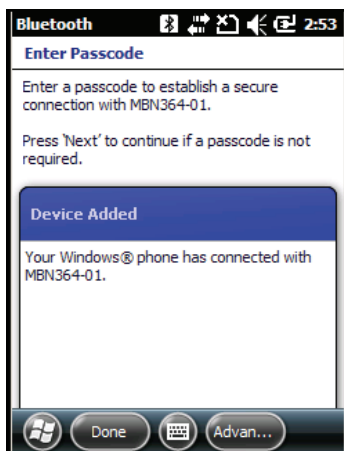 Bluetooth 2:53
Enter Passcode
Enter a passcode to establish a secure
connection with MBN364-01.
Press 'Next' to continue if a passcode is not
required.
Device Added
Your Windows® phone has connected with
MBN364-01.
Done Advan...